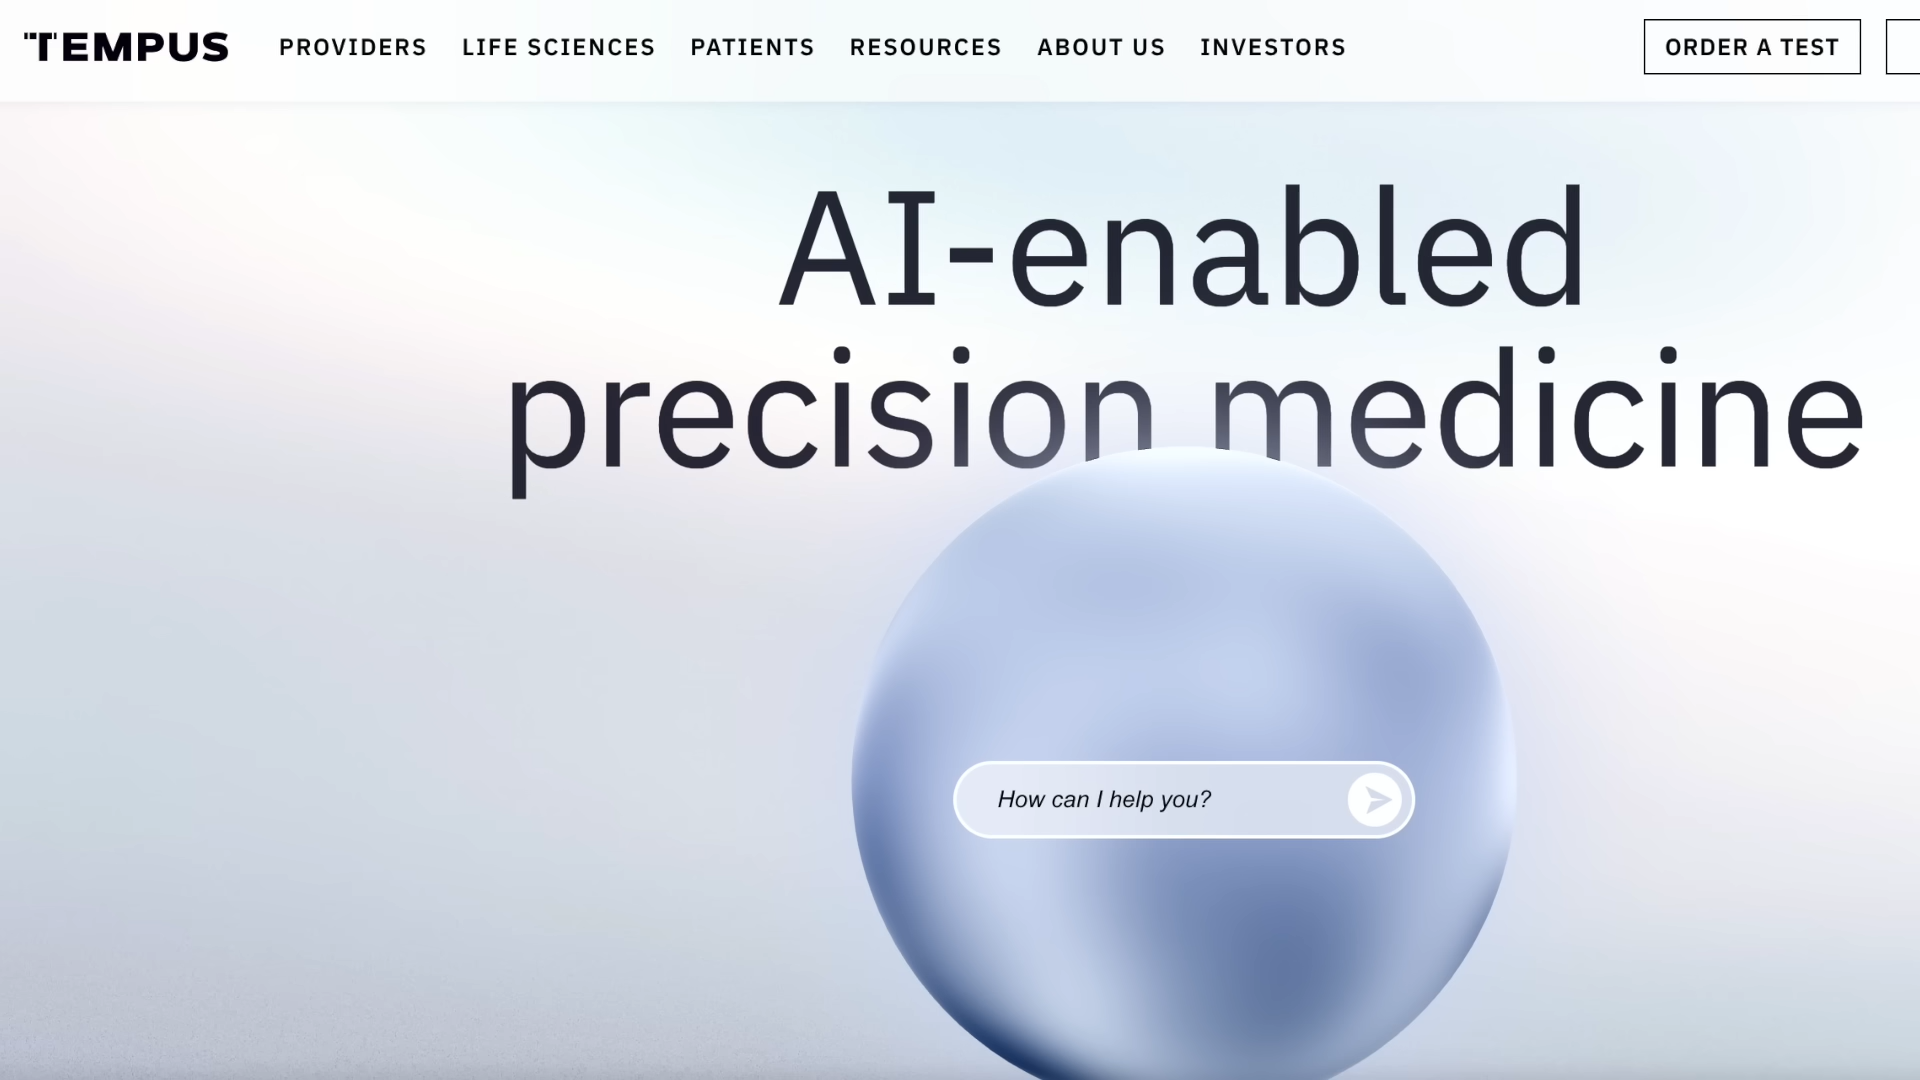 TEMPUS PROVIDERS LIFE SCIENCES PATIENTS RESOURCES ABOUT US INVESTORS ORDER A TEST
AI-enabled
precision medicine
How can I help you?